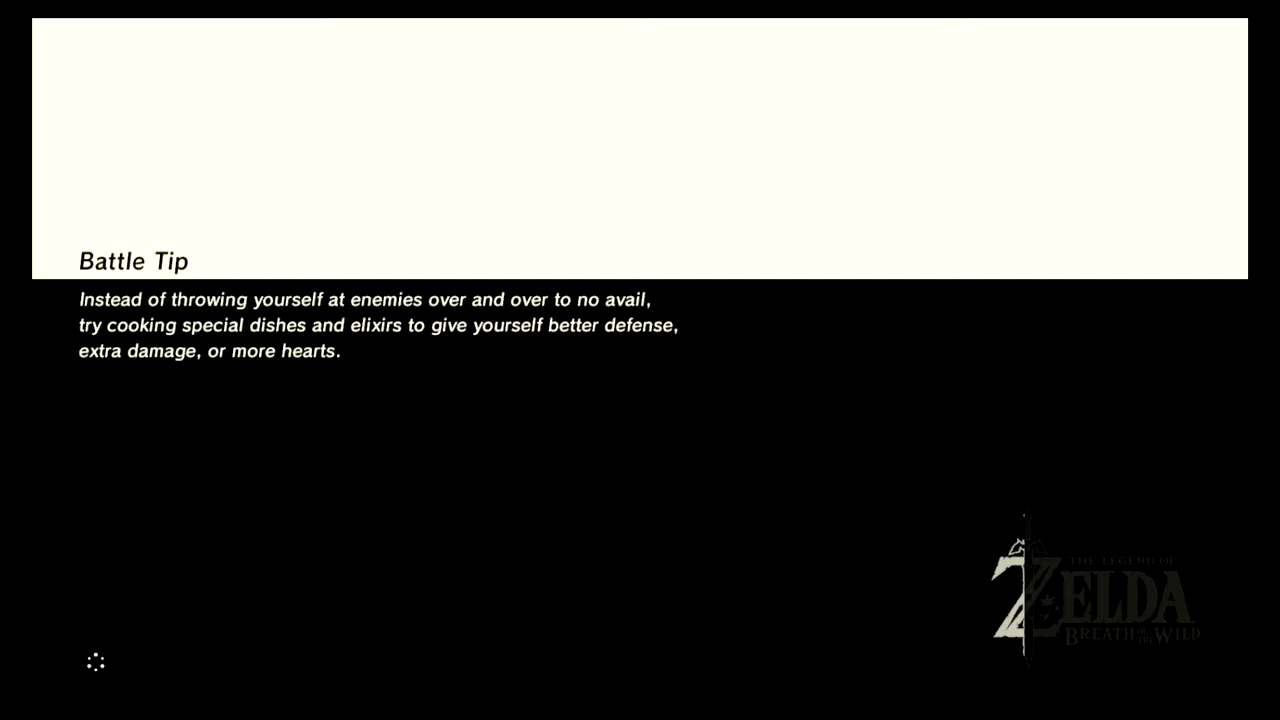 Battle Tip
Instead of throwing yourself at enemies over and over to no avail,
try cooking special dishes and elixirs to give yourself better defense,
extra damage, or more hearts.
THE LEGEND OF
ZELDA
BREATH OF THE WILD